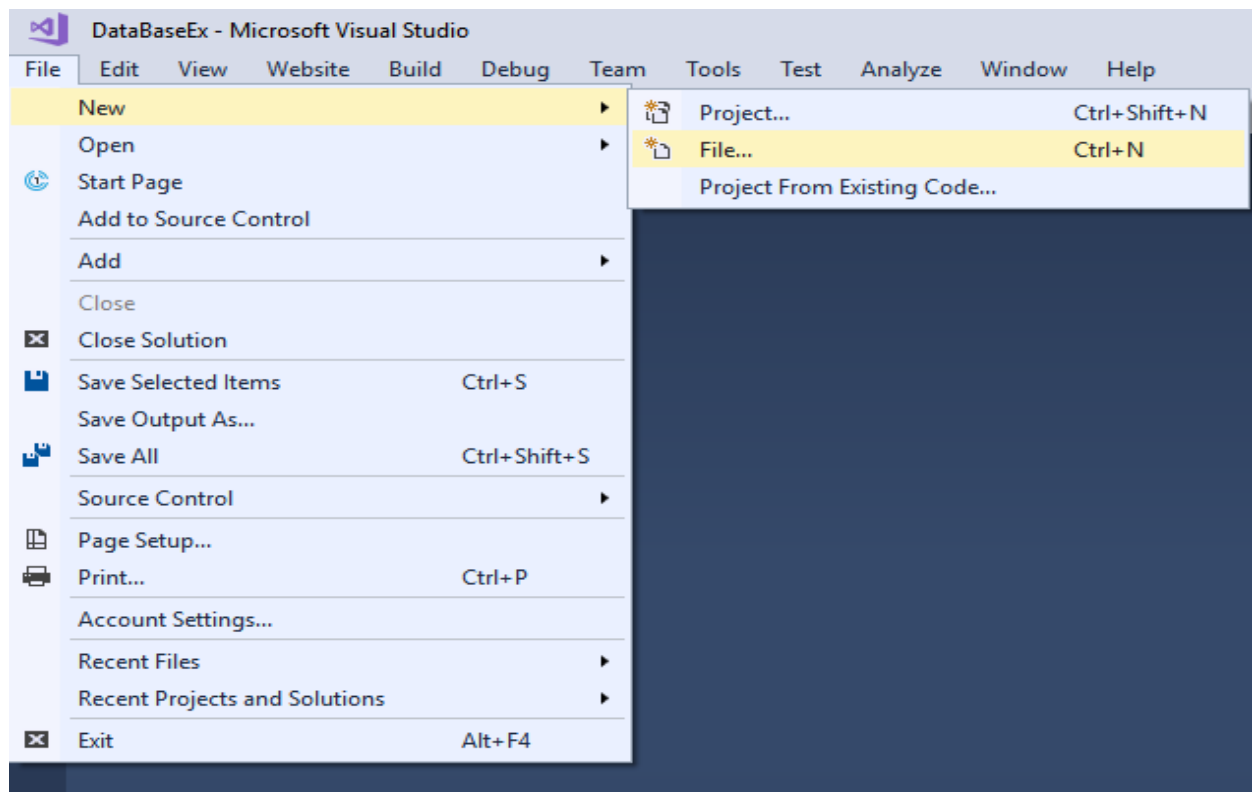 DataBaseEx - Microsoft Visual Studio
File Edit View Website Build Debug Team Tools Test Analyze Window Help
New
Open
Start Page
Add to Source Control
Add
Close
Close Solution
Save Selected Items Ctrl+S
Save Output As...
Save All Ctrl+Shift+S
Source Control
Page Setup...
Print... Ctrl+P
Account Settings...
Recent Files
Recent Projects and Solutions
Exit Alt+F4
Project... Ctrl+Shift+N
File... Ctrl+N
Project From Existing Code...